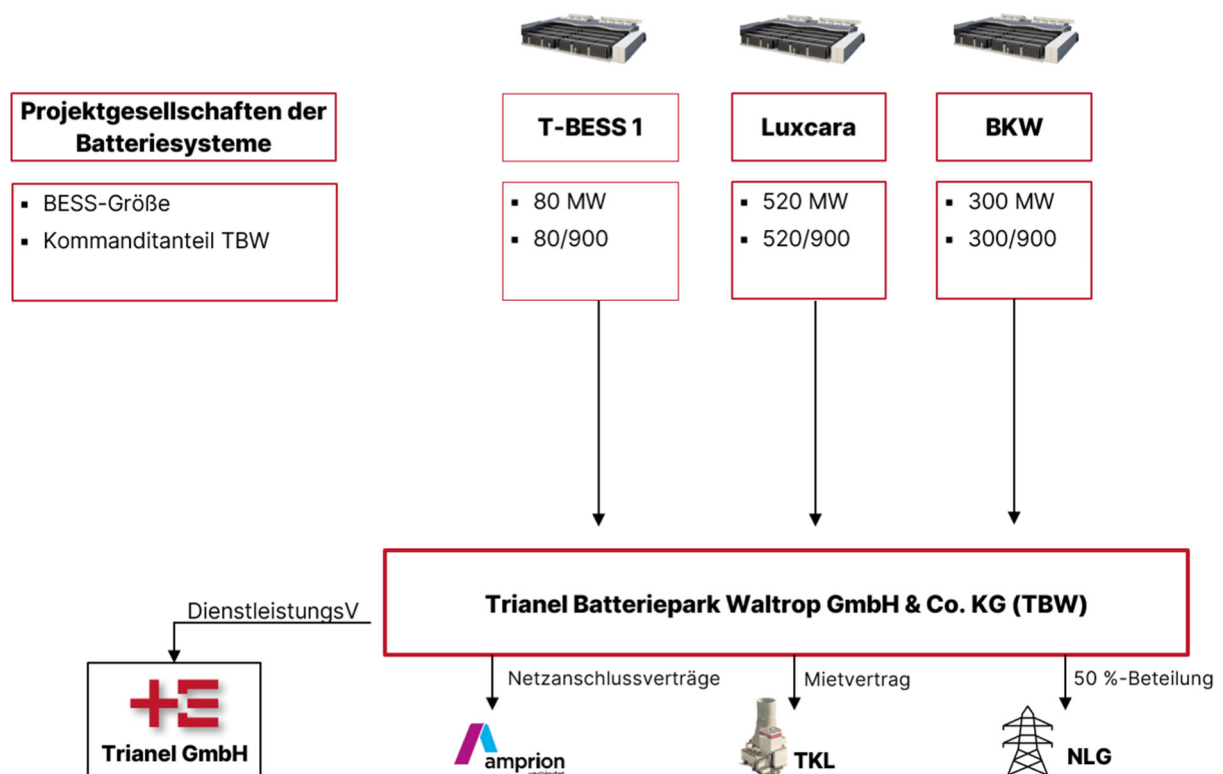 Projektgesellschaften der
Batteriesysteme
T-BESS 1
Luxcara
BKW
▪ BESS-Größe
▪ Kommanditanteil TBW
▪ 80 MW
▪ 80/900
▪ 520 MW
▪ 520/900
▪ 300 MW
▪ 300/900
Trianel Batteriepark Waltrop GmbH & Co. KG (TBW)
DienstleistungsV
Netzanschlussverträge
Mietvertrag
50 %-Beteiligung
Trianel GmbH
amprion
TKL
NLG